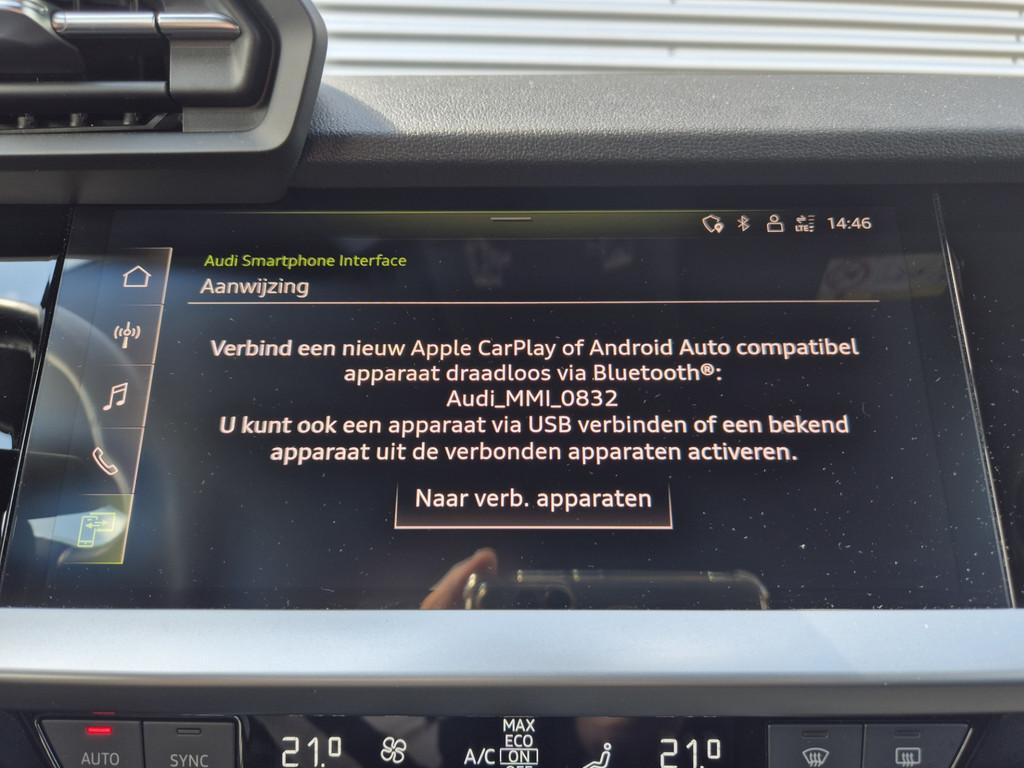 LTE
14:46
Audi Smartphone Interface
Aanwijzing
Verbind een nieuw Apple CarPlay of Android Auto compatibel
apparaat draadloos via Bluetooth®:
Audi_MMI_0832
U kunt ook een apparaat via USB verbinden of een bekend
apparaat uit de verbonden apparaten activeren.
Naar verb. apparaten
AUTO
SYNC
21.0
A/C
MAX
ECO
ON
OFF
21.0